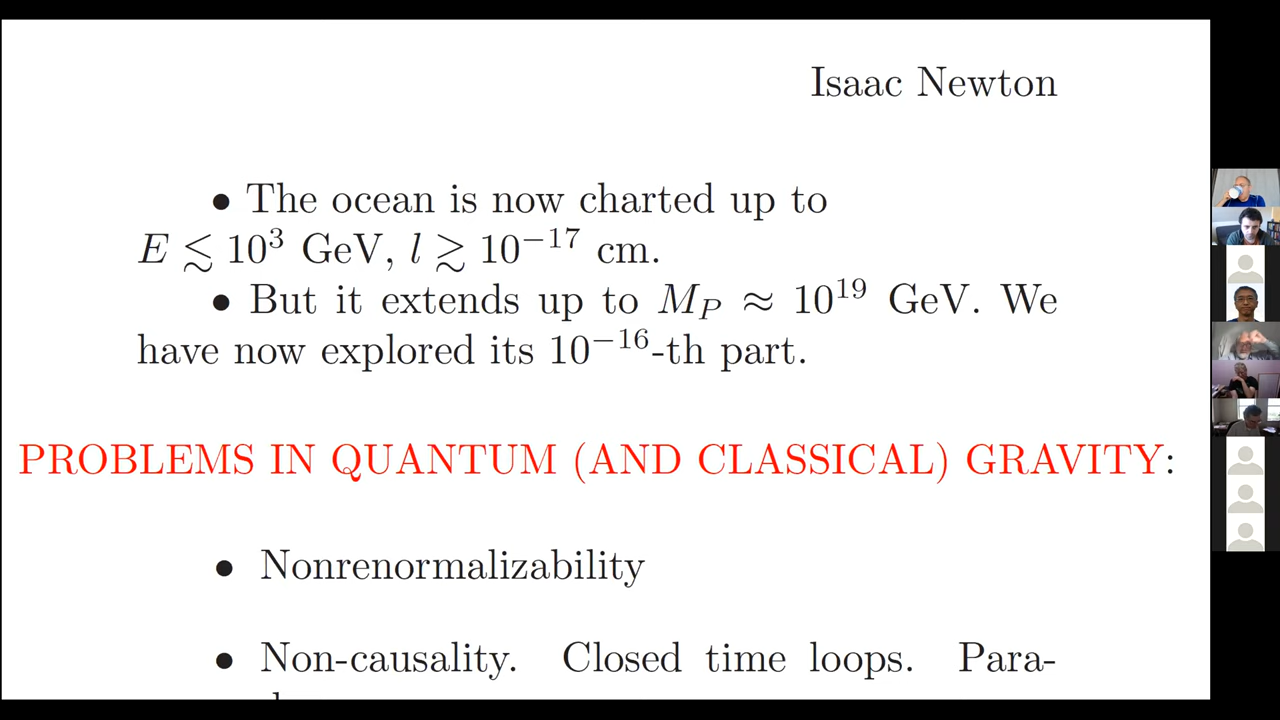 Isaac Newton
• The ocean is now charted up to
E ≲ 10³ GeV, l ≳ 10⁻¹⁷ cm.
• But it extends up to M_P ≈ 10¹⁹ GeV. We
have now explored its 10⁻¹⁶-th part.
PROBLEMS IN QUANTUM (AND CLASSICAL) GRAVITY:
• Nonrenormalizability
• Non-causality. Closed time loops. Para-